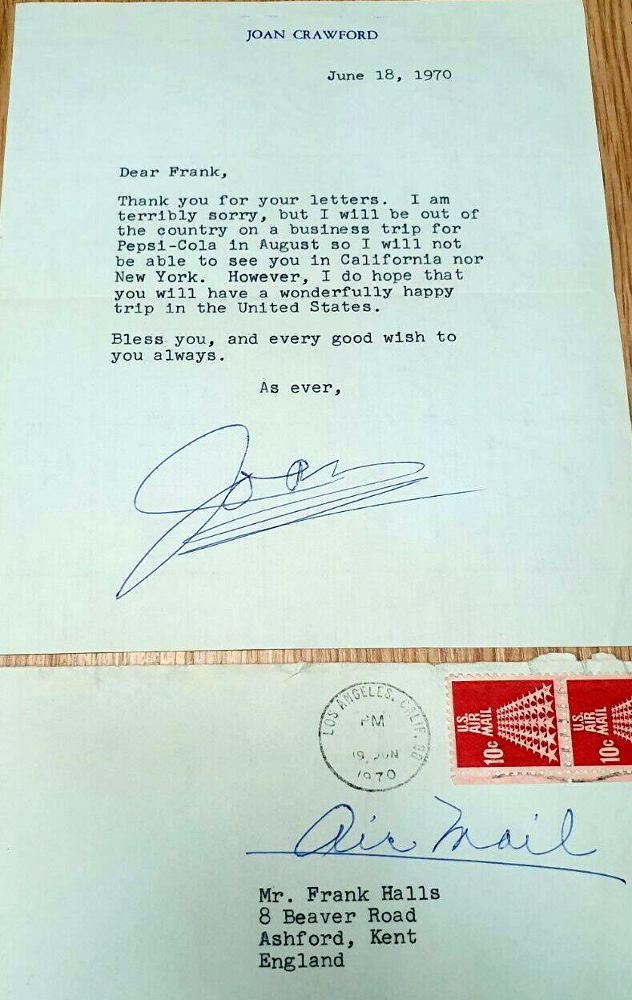 JOAN CRAWFORD
June 18, 1970
Dear Frank,
Thank you for your letters. I am
terribly sorry, but I will be out of
the country on a business trip for
Pepsi-Cola in August so I will not
be able to see you in California nor
New York. However, I do hope that
you will have a wonderfully happy
trip in the United States.
Bless you, and every good wish to
you always.
As ever,
Joan
LOS ANGELES, CALIF.
PM
19 JUN
1970
U.S.
AIR
MAIL
10c
U.S.
AIR
MAIL
10c
Air Mail
Mr. Frank Halls
8 Beaver Road
Ashford, Kent
England